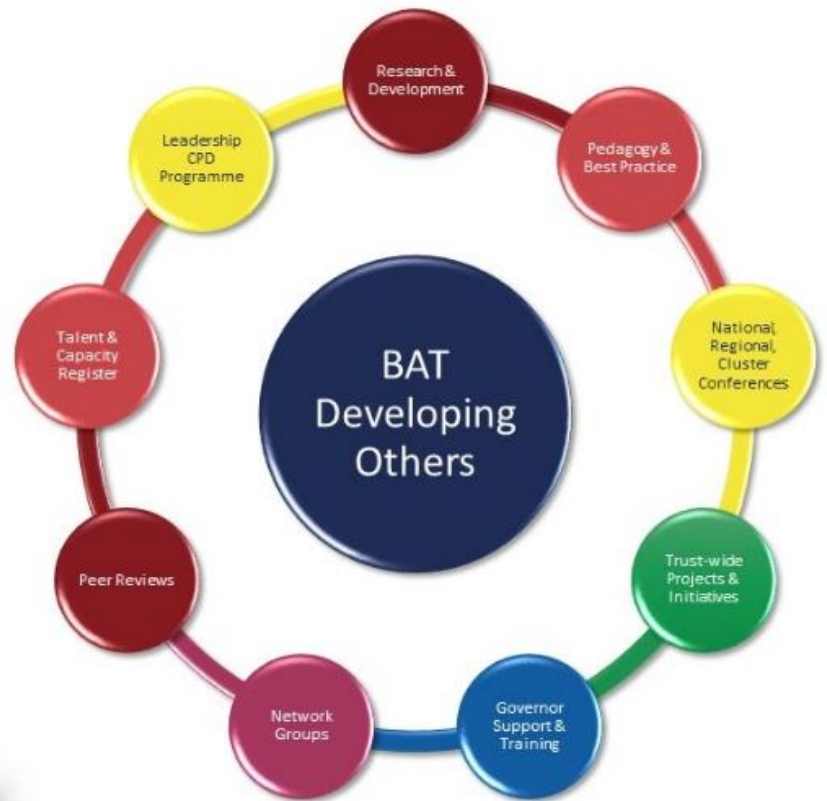 Research &
Development
Pedagogy &
Best Practice
National,
Regional,
Cluster
Conferences
Trust-wide
Projects &
Initiatives
Governor
Support &
Training
Network
Groups
Peer Reviews
Talent &
Capacity
Register
Leadership
CPD
Programme
BAT
Developing
Others